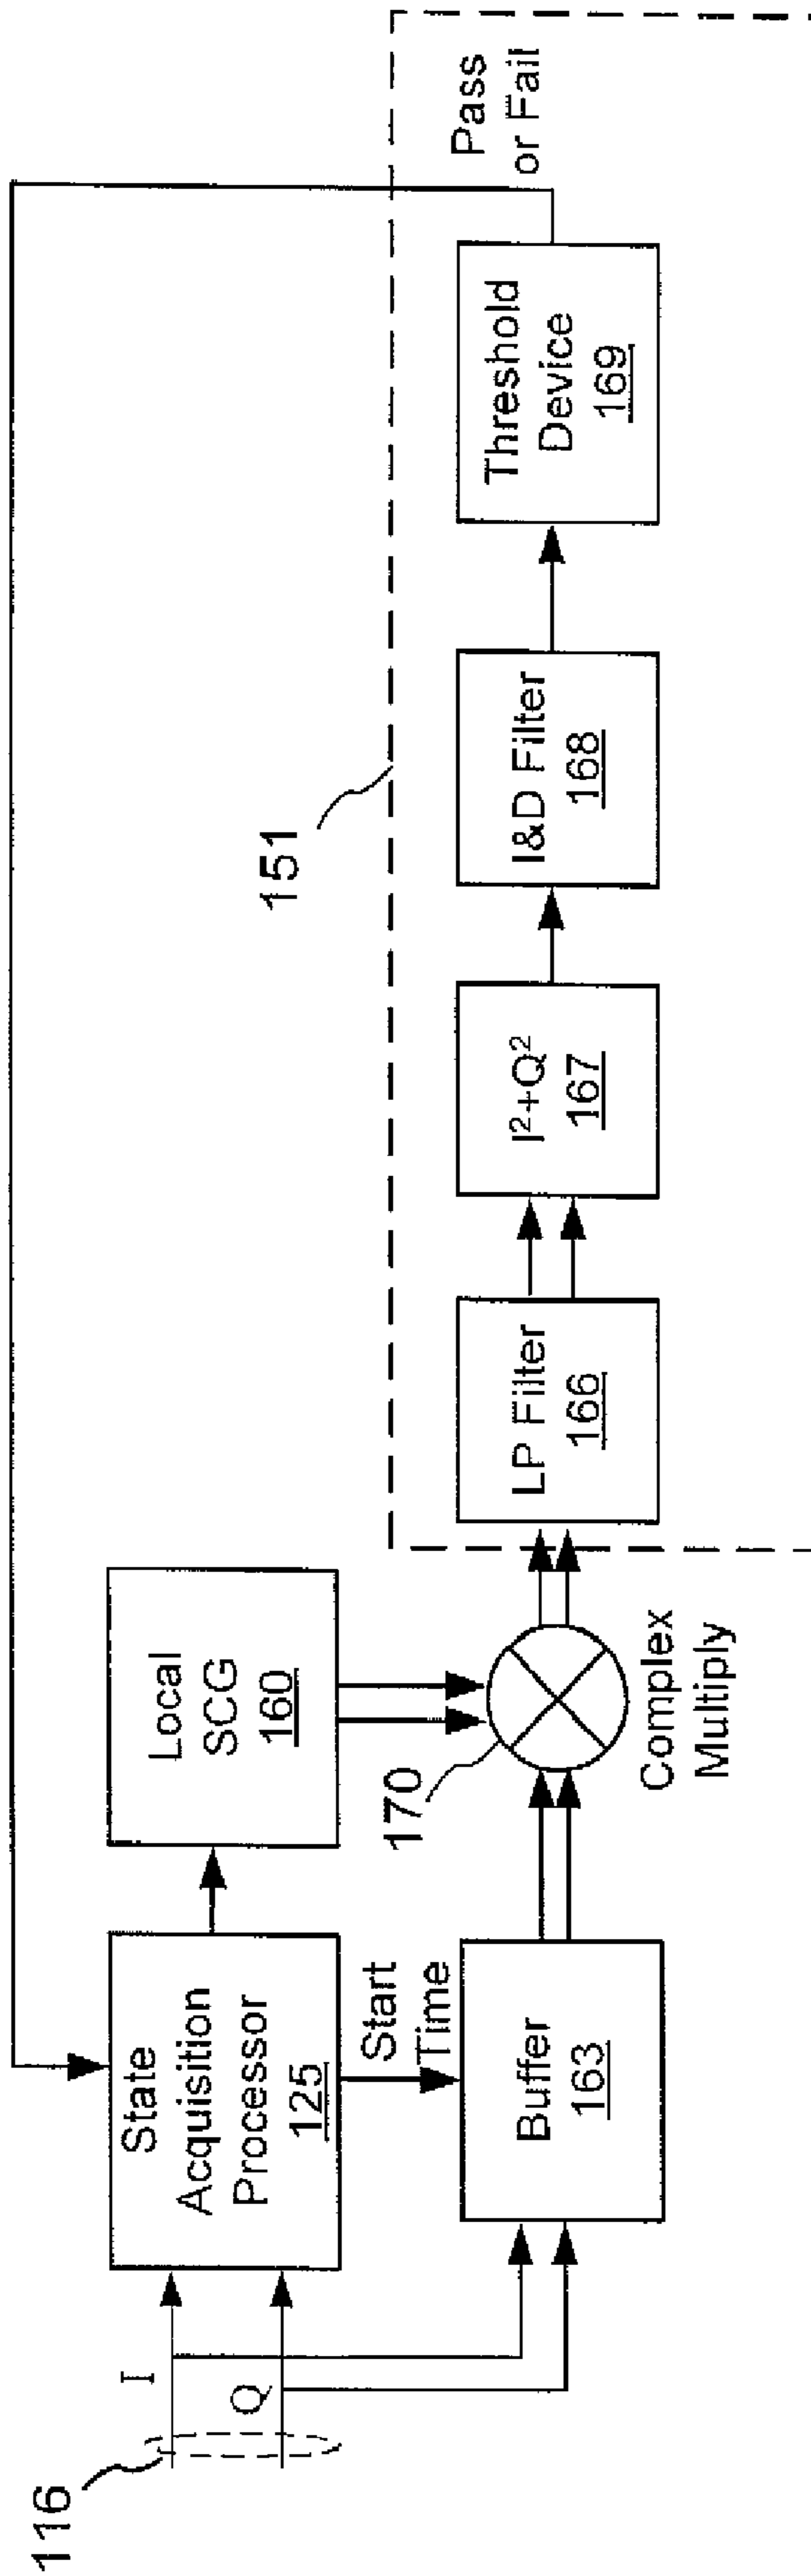 116
I
Q
State
Acquisition
Processor
125
Local
SCG
160
Start
Time
Buffer
163
170
Complex
Multiply
151
LP Filter
166
I²+Q²
167
I&D Filter
168
Threshold
Device
169
Pass
or Fail